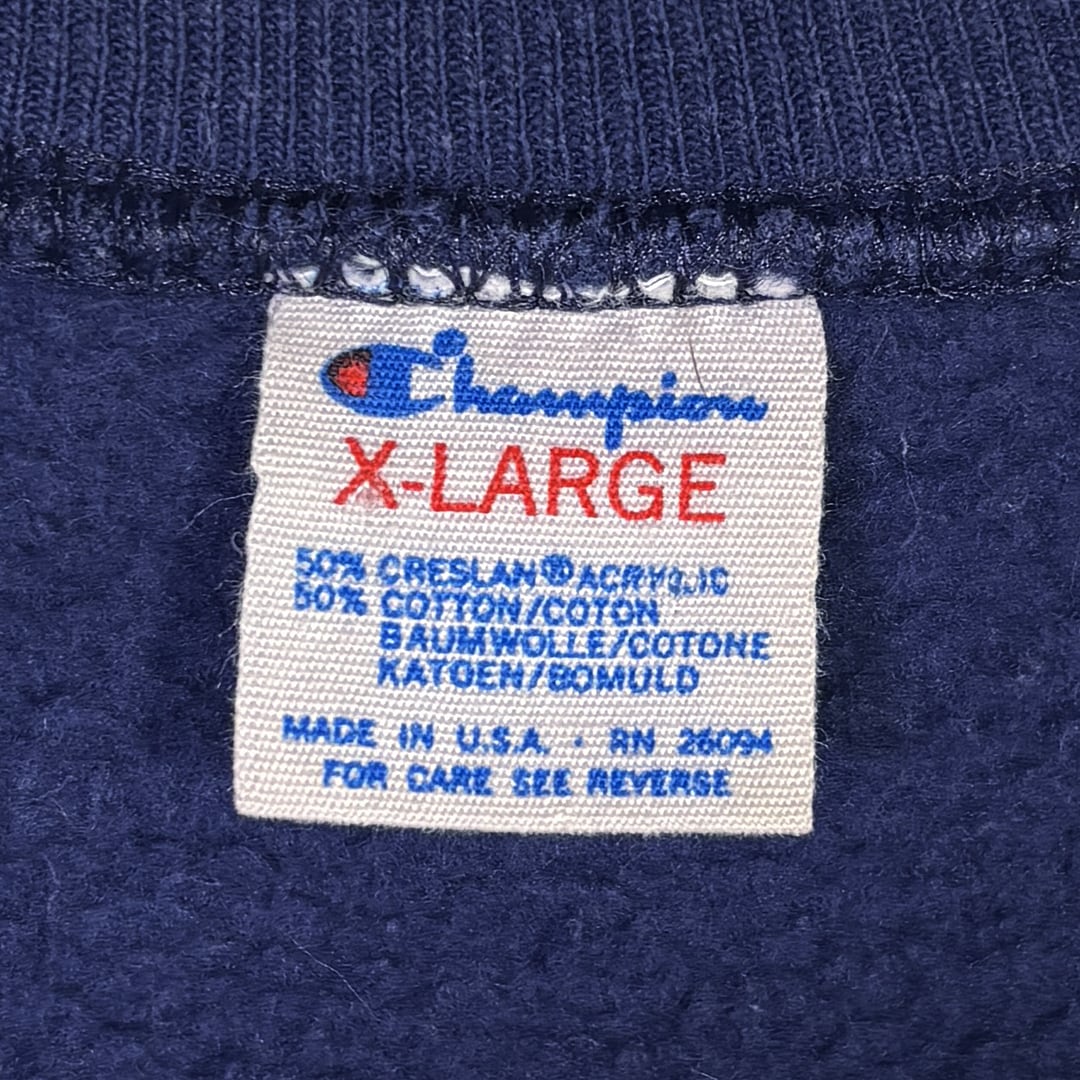 Champion
X-LARGE
50% CRESLAN® ACRYLIC
50% COTTON/COTON
BAUMWOLLE/COTONE
KATOEN/BOMULD
MADE IN U.S.A. · RN 26094
FOR CARE SEE REVERSE